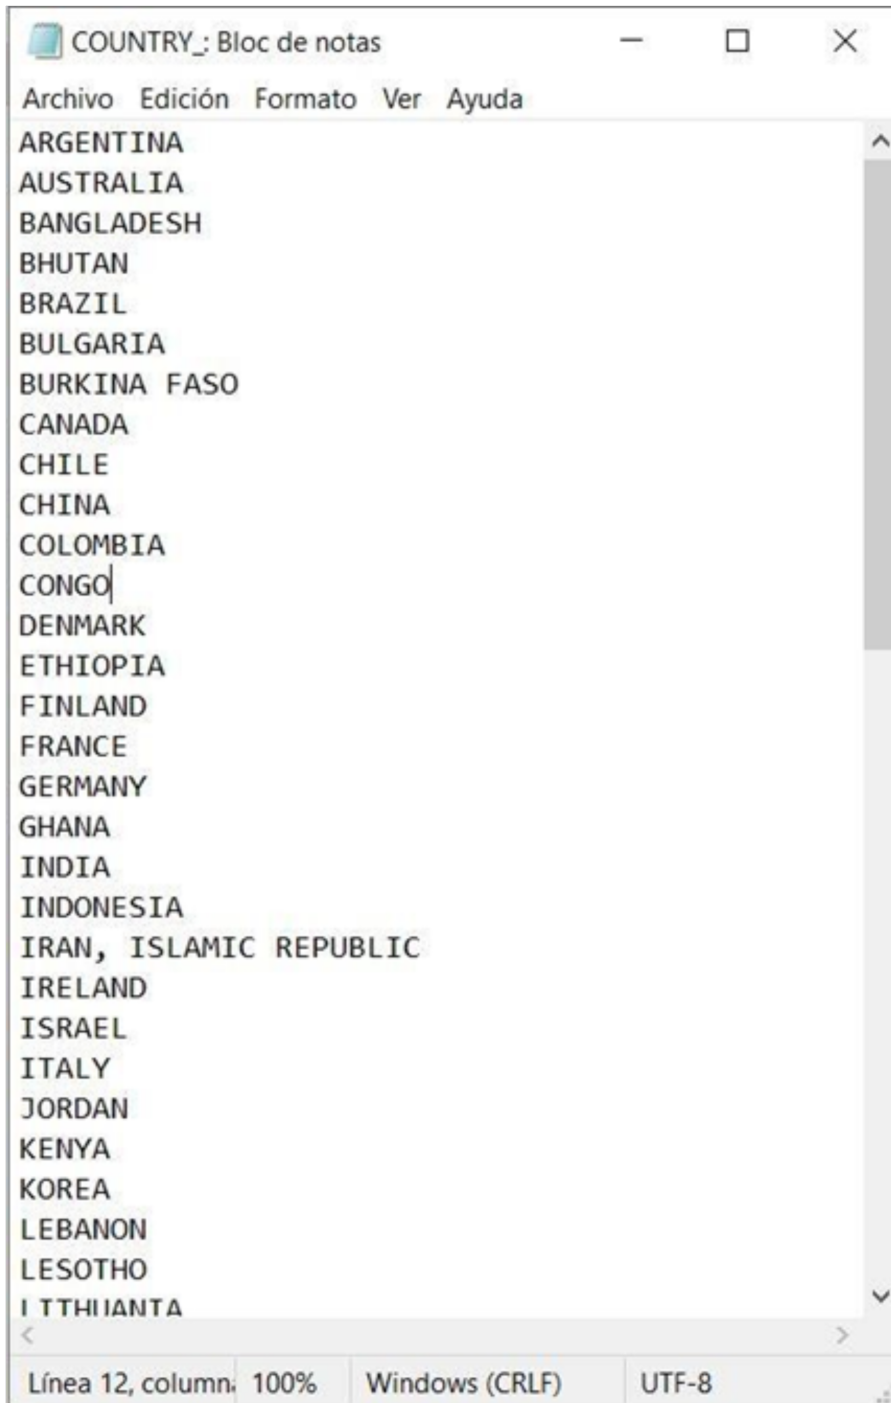 COUNTRY_: Bloc de notas
Archivo Edición Formato Ver Ayuda
ARGENTINA
AUSTRALIA
BANGLADESH
BHUTAN
BRAZIL
BULGARIA
BURKINA FASO
CANADA
CHILE
CHINA
COLOMBIA
CONGO
DENMARK
ETHIOPIA
FINLAND
FRANCE
GERMANY
GHANA
INDIA
INDONESIA
IRAN, ISLAMIC REPUBLIC
IRELAND
ISRAEL
ITALY
JORDAN
KENYA
KOREA
LEBANON
LESOTHO
LITHUANIA
Línea 12, column 100% Windows (CRLF) UTF-8